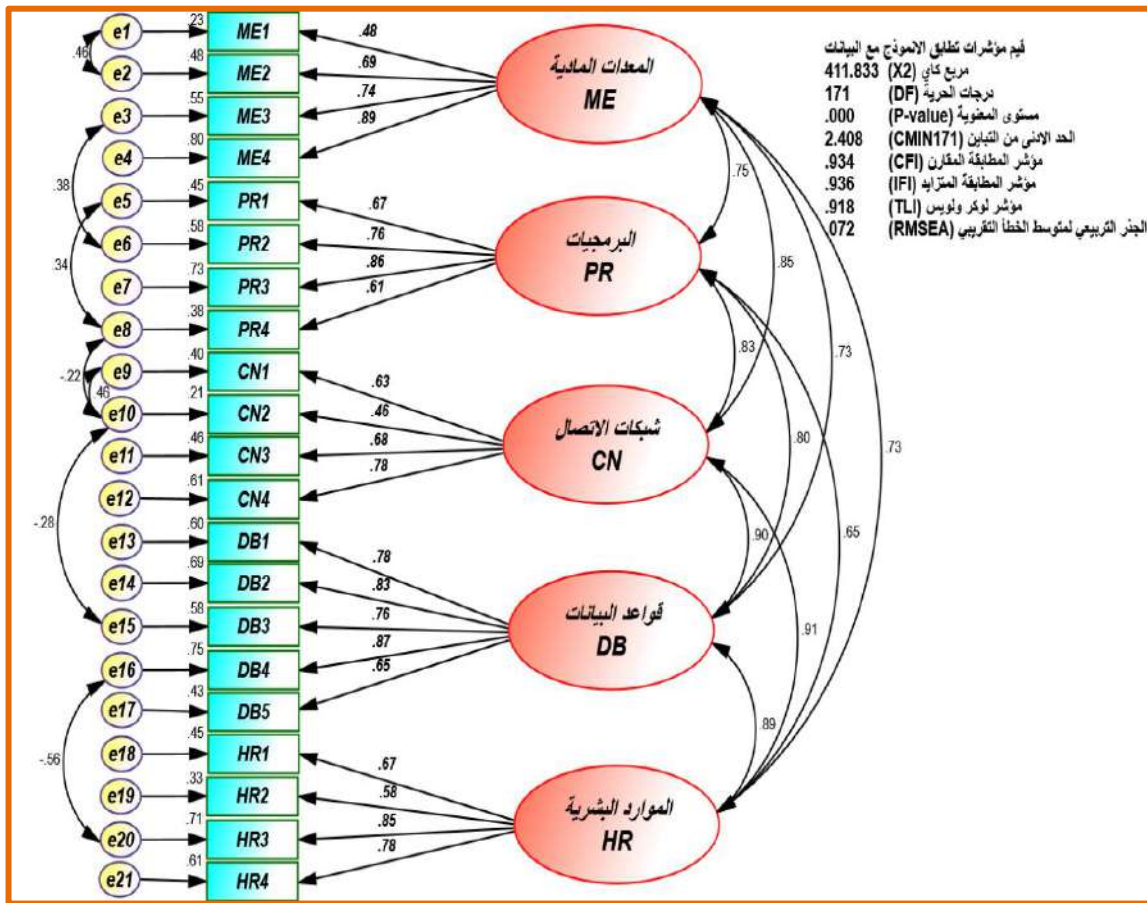 قيم مؤشرات تطابق الانموذج مع البيانات
مربع كاي (X2) 411.833
درجات الحرية (DF) 171
مستوى المعنوية (P-value) .000
الحد الادنى من التباين (CMIN171) 2.408
مؤشر المطابقة المقارن (CFI) .934
مؤشر المطابقة المتزايد (IFI) .936
مؤشر لوكر ولويس (TLI) .918
الجذر التربيعي لمتوسط الخطأ التقريبي (RMSEA) .072
المعدات المادية
ME
البرمجيات
PR
شبكات الاتصال
CN
قواعد البيانات
DB
الموارد البشرية
HR
.75
.85
.73
.73
.83
.80
.65
.90
.91
.89
e1 .23 ME1 .48
e2 .48 ME2 .69
e3 .55 ME3 .74
e4 .80 ME4 .89
e5 .45 PR1 .67
e6 .58 PR2 .76
e7 .73 PR3 .86
e8 .38 PR4 .61
e9 .40 CN1 .63
e10 .21 CN2 .46
e11 .46 CN3 .68
e12 .61 CN4 .78
e13 .60 DB1 .78
e14 .69 DB2 .83
e15 .58 DB3 .76
e16 .75 DB4 .87
e17 .43 DB5 .65
e18 .45 HR1 .67
e19 .33 HR2 .58
e20 .71 HR3 .85
e21 .61 HR4 .78
.46
.38
.34
-.22
.46
-.28
-.56